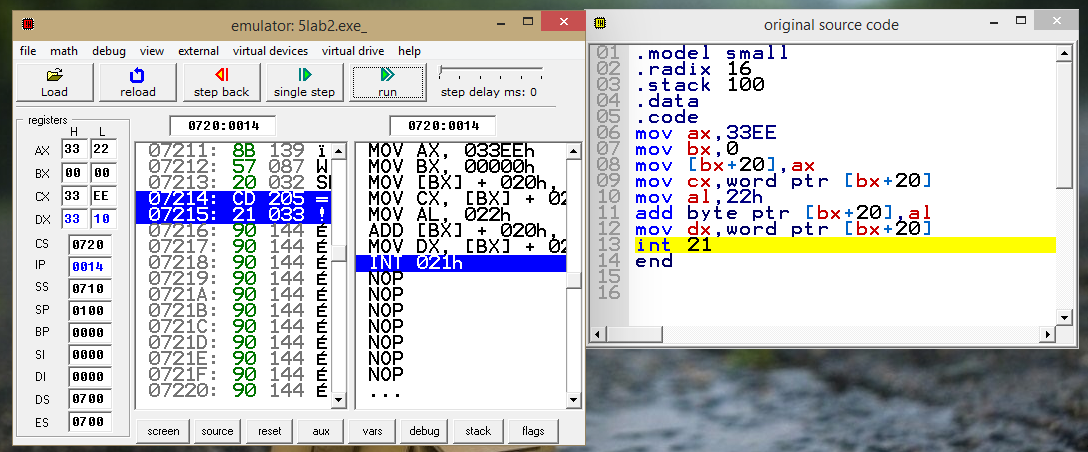 emulator: 5lab2.exe_
file math debug view external virtual devices virtual drive help
Load reload step back single step run step delay ms: 0
registers 0720:0014 0720:0014
H L
AX 33 22
BX 00 00
CX 33 EE
DX 33 10
CS 0720
IP 0014
SS 0710
SP 0100
BP 0000
SI 0000
DI 0000
DS 0700
ES 0700
07211: 8B 139 ï
07212: 57 087 W
07213: 20 032
07214: CD 205 =
07215: 21 033 !
07216: 90 144 É
07217: 90 144 É
07218: 90 144 É
07219: 90 144 É
0721A: 90 144 É
0721B: 90 144 É
0721C: 90 144 É
0721D: 90 144 É
0721E: 90 144 É
0721F: 90 144 É
07220: 90 144 É
MOV AX, 033EEh
MOV BX, 00000h
MOV [BX] + 020h,
MOV CX, [BX] + 02
MOV AL, 022h
ADD [BX] + 020h,
MOV DX, [BX] + 02
INT 021h
NOP
NOP
NOP
NOP
NOP
NOP
NOP
...
screen source reset aux vars debug stack flags
original source code
01 .model small
02 .radix 16
03 .stack 100
04 .data
05 .code
06 mov ax,33EE
07 mov bx,0
08 mov [bx+20],ax
09 mov cx,word ptr [bx+20]
10 mov al,22h
11 add byte ptr [bx+20],al
12 mov dx,word ptr [bx+20]
13 int 21
14 end
15
16